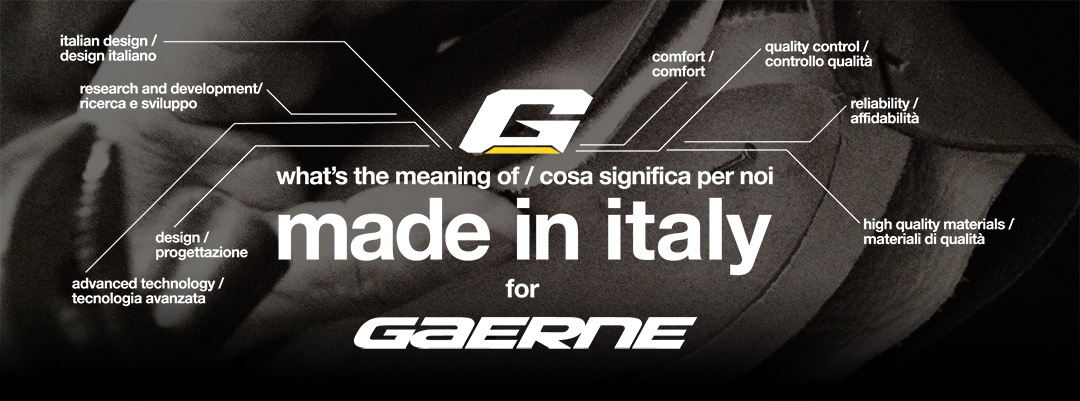 italian design /
design italiano
research and development/
ricerca e sviluppo
design /
progettazione
advanced technology /
tecnologia avanzata
comfort /
comfort
quality control /
controllo qualità
reliability /
affidabilità
high quality materials /
materiali di qualità
G
what's the meaning of / cosa significa per noi
made in italy
for
GAERNE